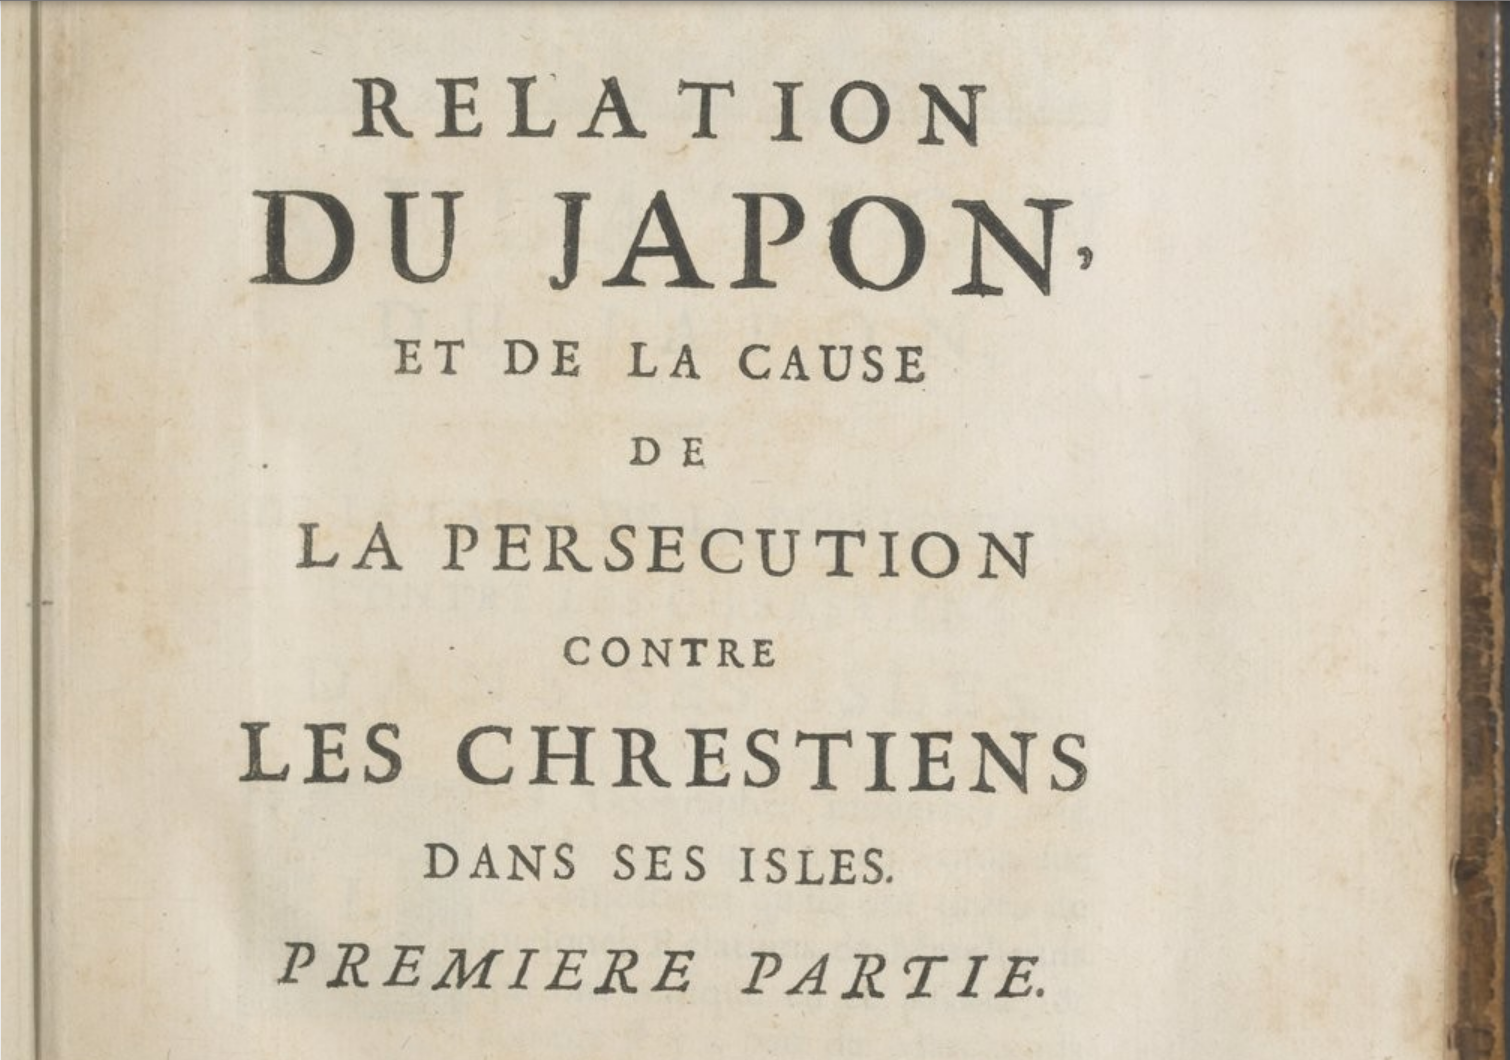 RELATION
DU JAPON,
ET DE LA CAUSE
DE
LA PERSECUTION
CONTRE
LES CHRESTIENS
DANS SES ISLES.
PREMIERE PARTIE.